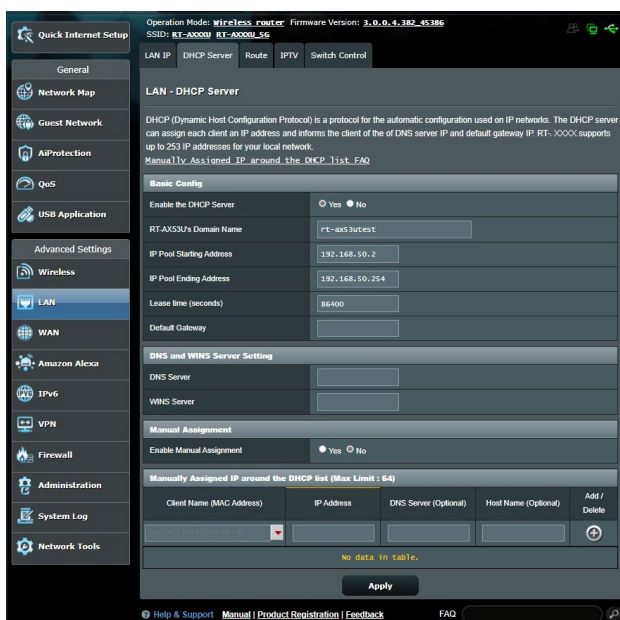 Quick Internet Setup
General
Network Map
Guest Network
AiProtection
QoS
USB Application
Advanced Settings
Wireless
LAN
WAN
Amazon Alexa
IPv6
VPN
Firewall
Administration
System Log
Network Tools
Operation Mode: Wireless router Firmware Version: 3.0.0.4.382_45386
SSID: RT-AXXXU RT-AXXXU_5G
LAN IP DHCP Server Route IPTV Switch Control
LAN - DHCP Server
DHCP (Dynamic Host Configuration Protocol) is a protocol for the automatic configuration used on IP networks. The DHCP server
can assign each client an IP address and informs the client of the of DNS server IP and default gateway IP. RT-XXXX supports
up to 253 IP addresses for your local network.
Manually Assigned IP around the DHCP list FAQ
Basic Config
Enable the DHCP Server Yes No
RT-AX53U's Domain Name rt-ax53utest
IP Pool Starting Address 192.168.50.2
IP Pool Ending Address 192.168.50.254
Lease time (seconds) 86400
Default Gateway
DNS and WINS Server Setting
DNS Server
WINS Server
Manual Assignment
Enable Manual Assignment Yes No
Manually Assigned IP around the DHCP list (Max Limit : 64)
Client Name (MAC Address) IP Address DNS Server (Optional) Host Name (Optional) Add / Delete
No data in table.
Apply
Help & Support Manual | Product Registration | Feedback FAQ